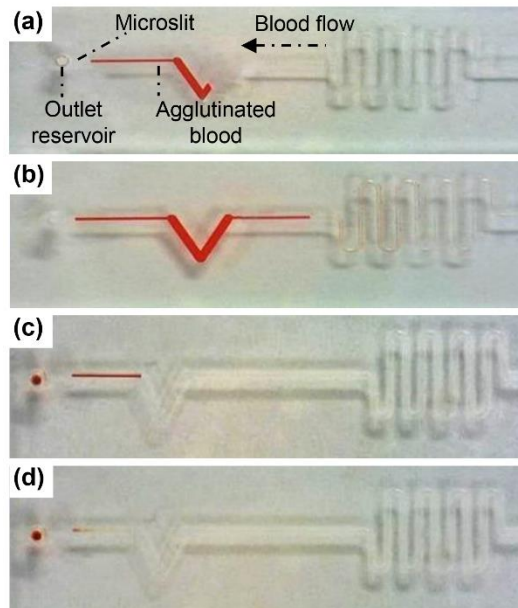 (a)
Microslit
Blood flow
Outlet
reservoir
Agglutinated
blood
(b)
(c)
(d)